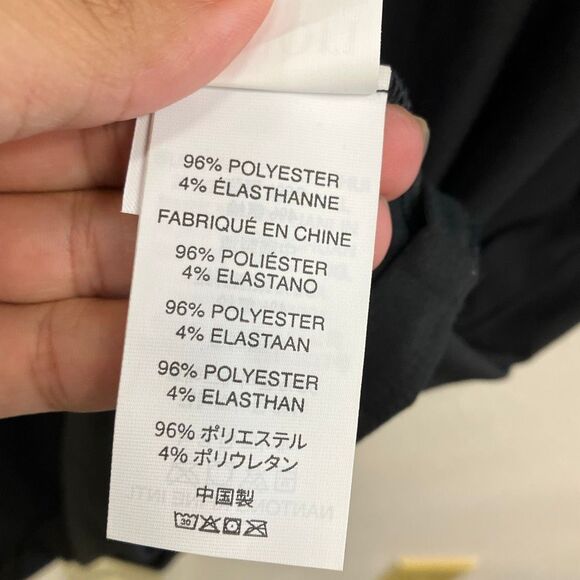 96% POLYESTER
4% ÉLASTHANNE
FABRIQUÉ EN CHINE
96% POLIÉSTER
4% ELASTANO
96% POLYESTER
4% ELASTAAN
96% POLYESTER
4% ELASTHAN
96% ポリエステル
4% ポリウレタン
中国製
30